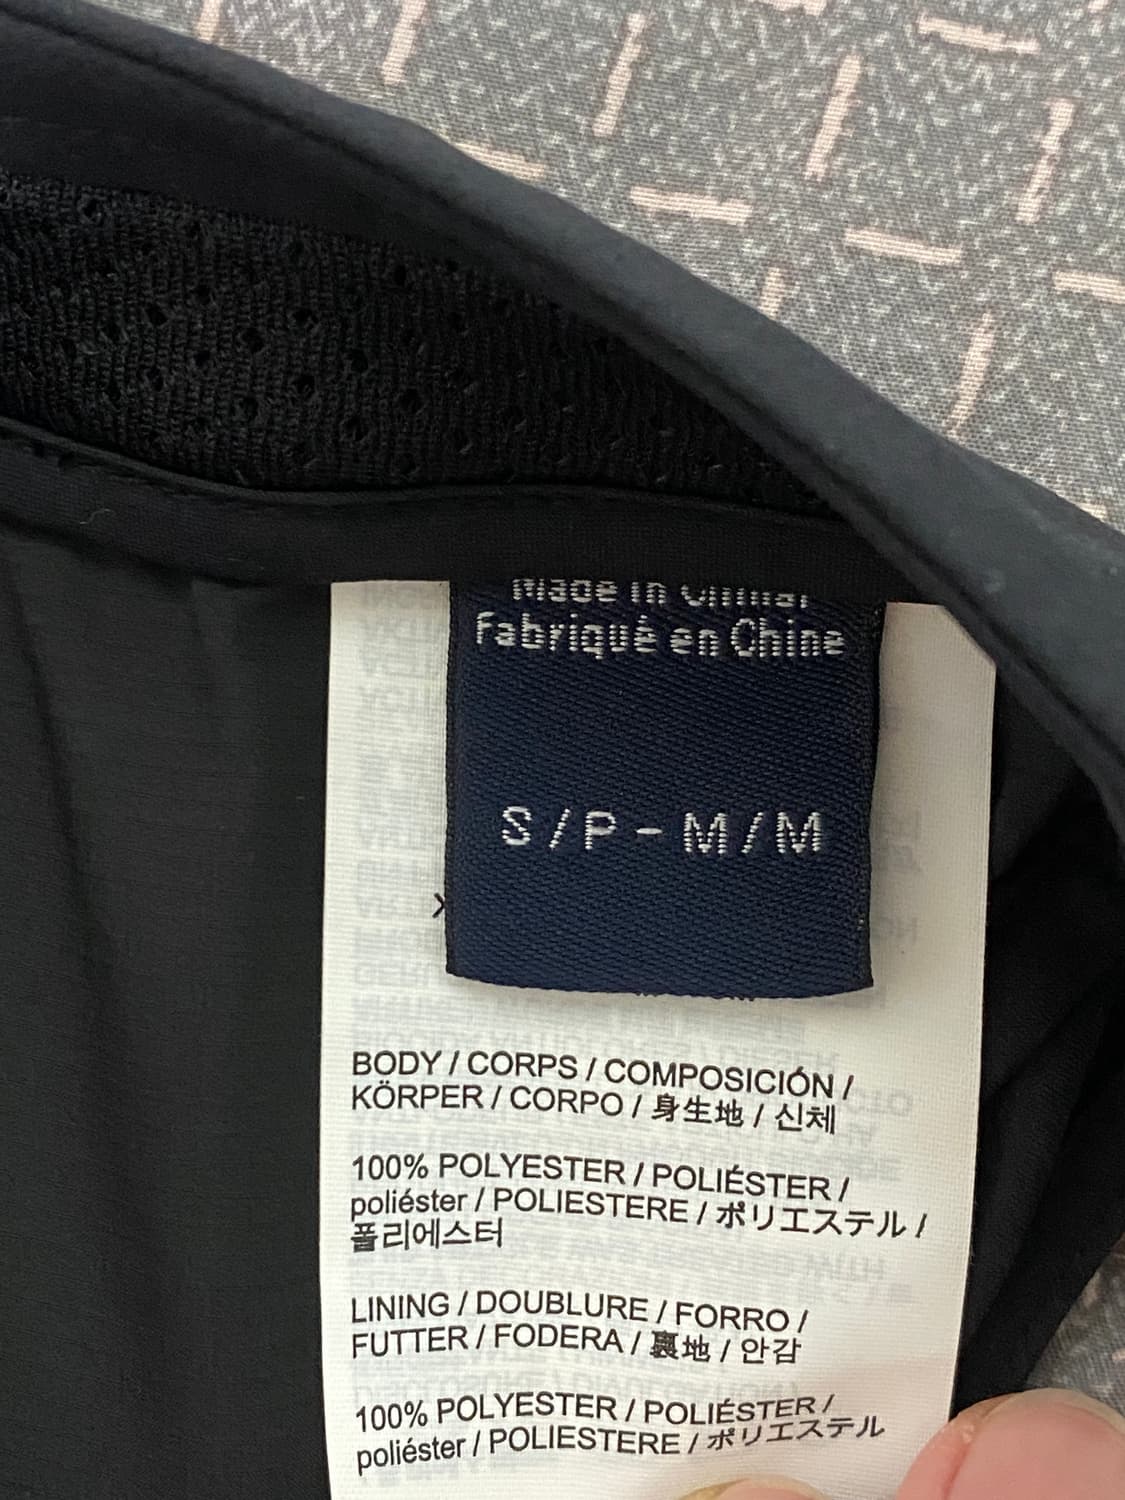 Made in China/
Fabriqué en Chine
S/P-M/M
BODY / CORPS / COMPOSICIÓN /
KÖRPER / CORPO / 身生地 / 신체
100% POLYESTER / POLIÉSTER /
poliéster / POLIESTERE / ポリエステル /
폴리에스터
LINING / DOUBLURE / FORRO /
FUTTER / FODERA / 裏地 / 안감
100% POLYESTER / POLIÉSTER /
poliéster / POLIESTERE / ポリエステル